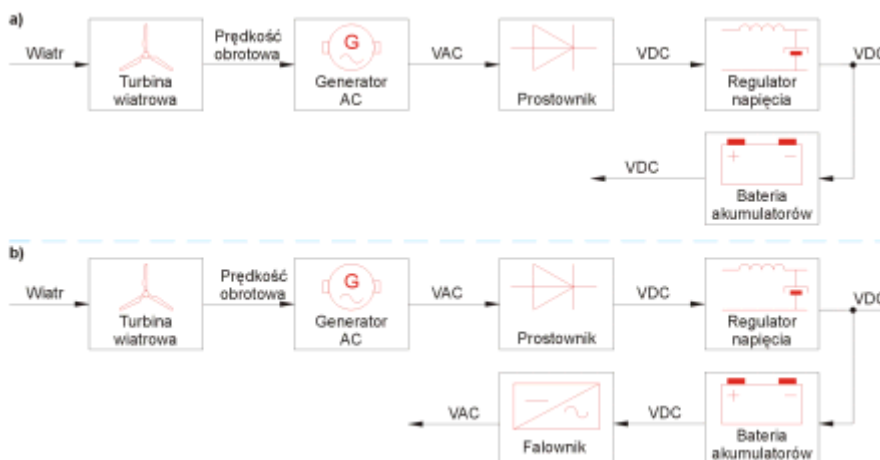 a)
Wiatr
Prędkość
obrotowa
VAC
VDC
VDC
G
Turbina
wiatrowa
Generator
AC
Prostownik
Regulator
napięcia
VDC
+ −
Bateria
akumulatorów
b)
Wiatr
Prędkość
obrotowa
VAC
VDC
VDC
G
Turbina
wiatrowa
Generator
AC
Prostownik
Regulator
napięcia
VAC
VDC
+ −
Falownik
Bateria
akumulatorów